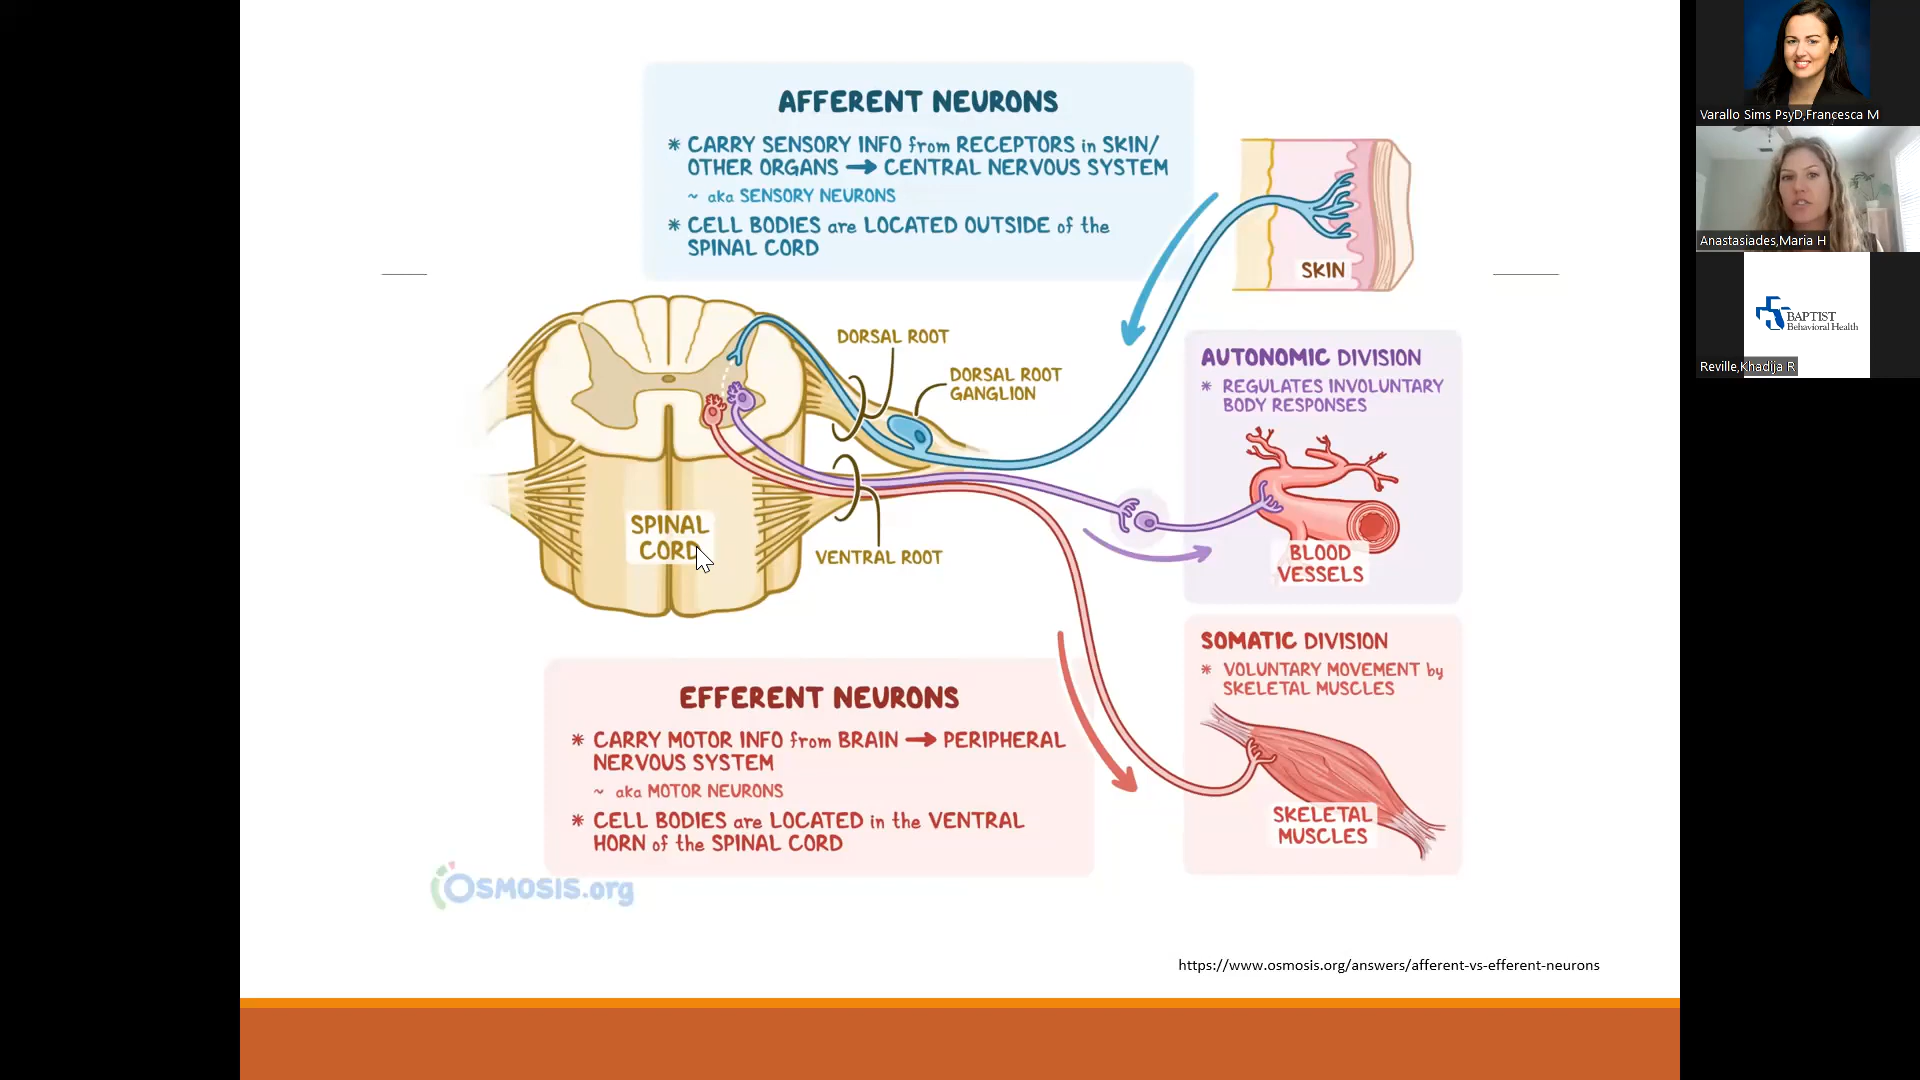 AFFERENT NEURONS
* CARRY SENSORY INFO from RECEPTORS in SKIN/
OTHER ORGANS → CENTRAL NERVOUS SYSTEM
~ aka SENSORY NEURONS
* CELL BODIES are LOCATED OUTSIDE of the
SPINAL CORD
SKIN
DORSAL ROOT
DORSAL ROOT
GANGLION
SPINAL
CORD
VENTRAL ROOT
AUTONOMIC DIVISION
* REGULATES INVOLUNTARY
BODY RESPONSES
BLOOD
VESSELS
EFFERENT NEURONS
* CARRY MOTOR INFO from BRAIN → PERIPHERAL
NERVOUS SYSTEM
~ aka MOTOR NEURONS
* CELL BODIES are LOCATED in the VENTRAL
HORN of the SPINAL CORD
SOMATIC DIVISION
* VOLUNTARY MOVEMENT by
SKELETAL MUSCLES
SKELETAL
MUSCLES
OSMOSIS.org
https://www.osmosis.org/answers/afferent-vs-efferent-neurons
Varallo Sims PsyD,Francesca M
Anastasiades,Maria H
BAPTIST
Behavioral Health
Reville,Khadija R